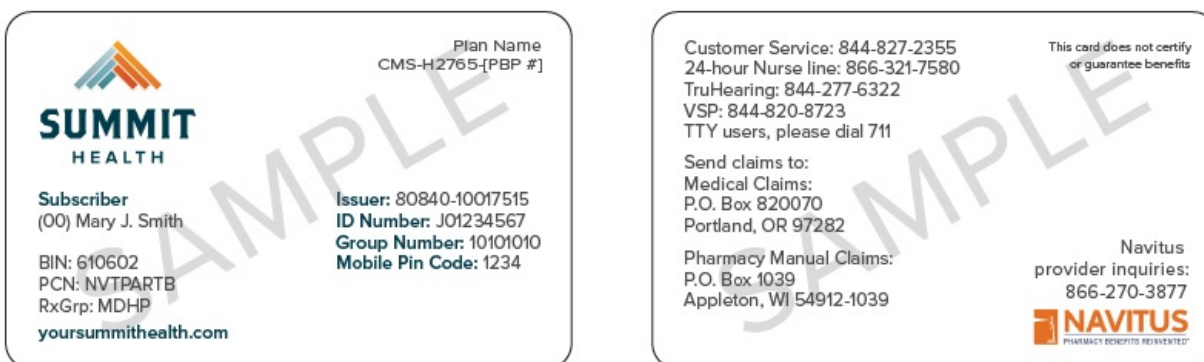 Plan Name
CMS-H2765-[PBP #]
SUMMIT
HEALTH
Subscriber
(00) Mary J. Smith
BIN: 610602
PCN: NVTPARTB
RxGrp: MDHP
yoursummithealth.com
Issuer: 80840-10017515
ID Number: J01234567
Group Number: 10101010
Mobile Pin Code: 1234
SAMPLE
Customer Service: 844-827-2355
24-hour Nurse line: 866-321-7580
TruHearing: 844-277-6322
VSP: 844-820-8723
TTY users, please dial 711
This card does not certify
or guarantee benefits
Send claims to:
Medical Claims:
P.O. Box 820070
Portland, OR 97282
Pharmacy Manual Claims:
P.O. Box 1039
Appleton, WI 54912-1039
Navitus
provider inquiries:
866-270-3877
NAVITUS
PHARMACY BENEFITS REINVENTED
SAMPLE